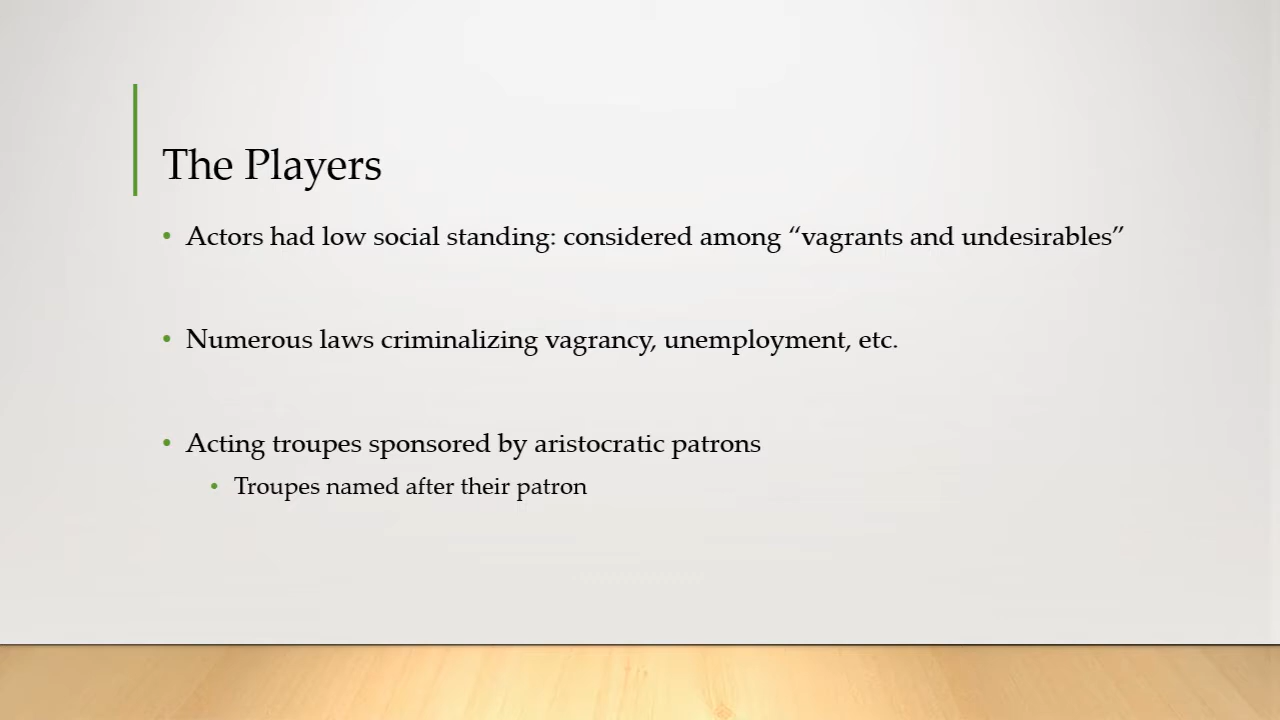 The Players
• Actors had low social standing: considered among “vagrants and undesirables”
• Numerous laws criminalizing vagrancy, unemployment, etc.
• Acting troupes sponsored by aristocratic patrons
• Troupes named after their patron